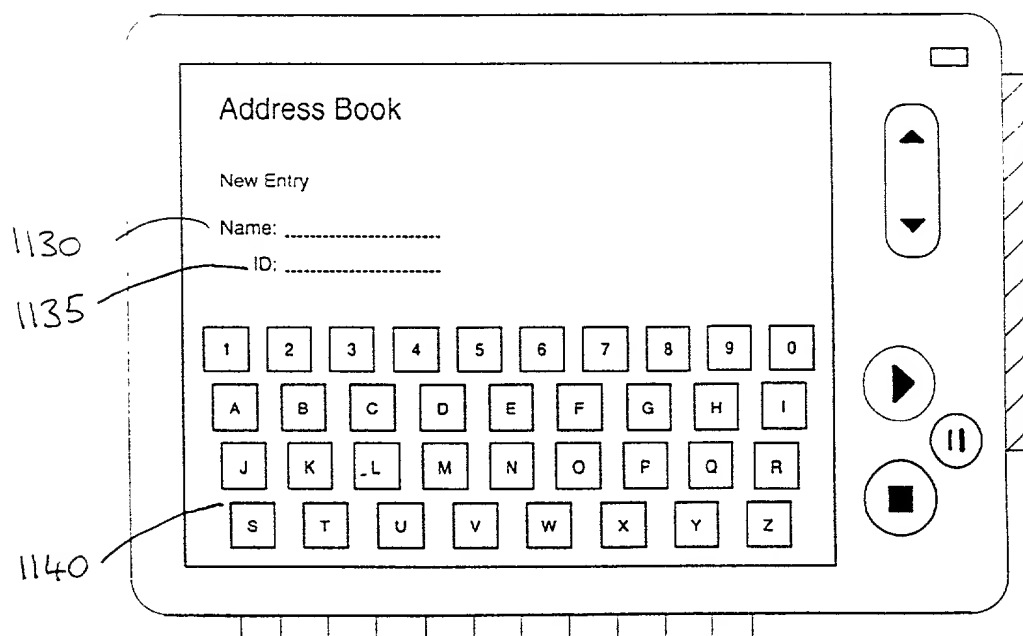 Address Book
New Entry
1130 Name:
1135 ID:
1 2 3 4 5 6 7 8 9 0
A B C D E F G H I
J K L M N O P Q R
1140 S T U V W X Y Z